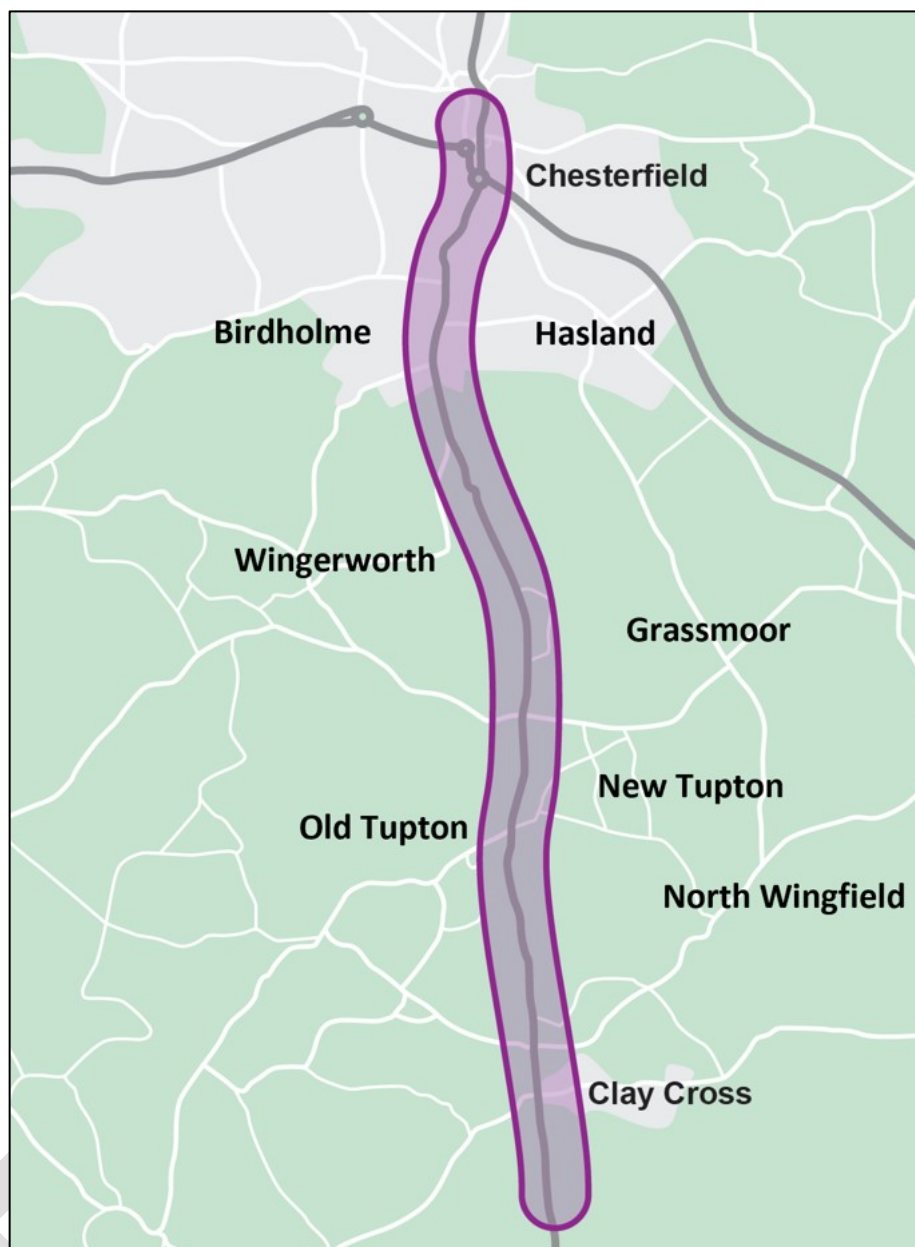 Chesterfield
Birdholme
Hasland
Wingerworth
Grassmoor
New Tupton
Old Tupton
North Wingfield
Clay Cross